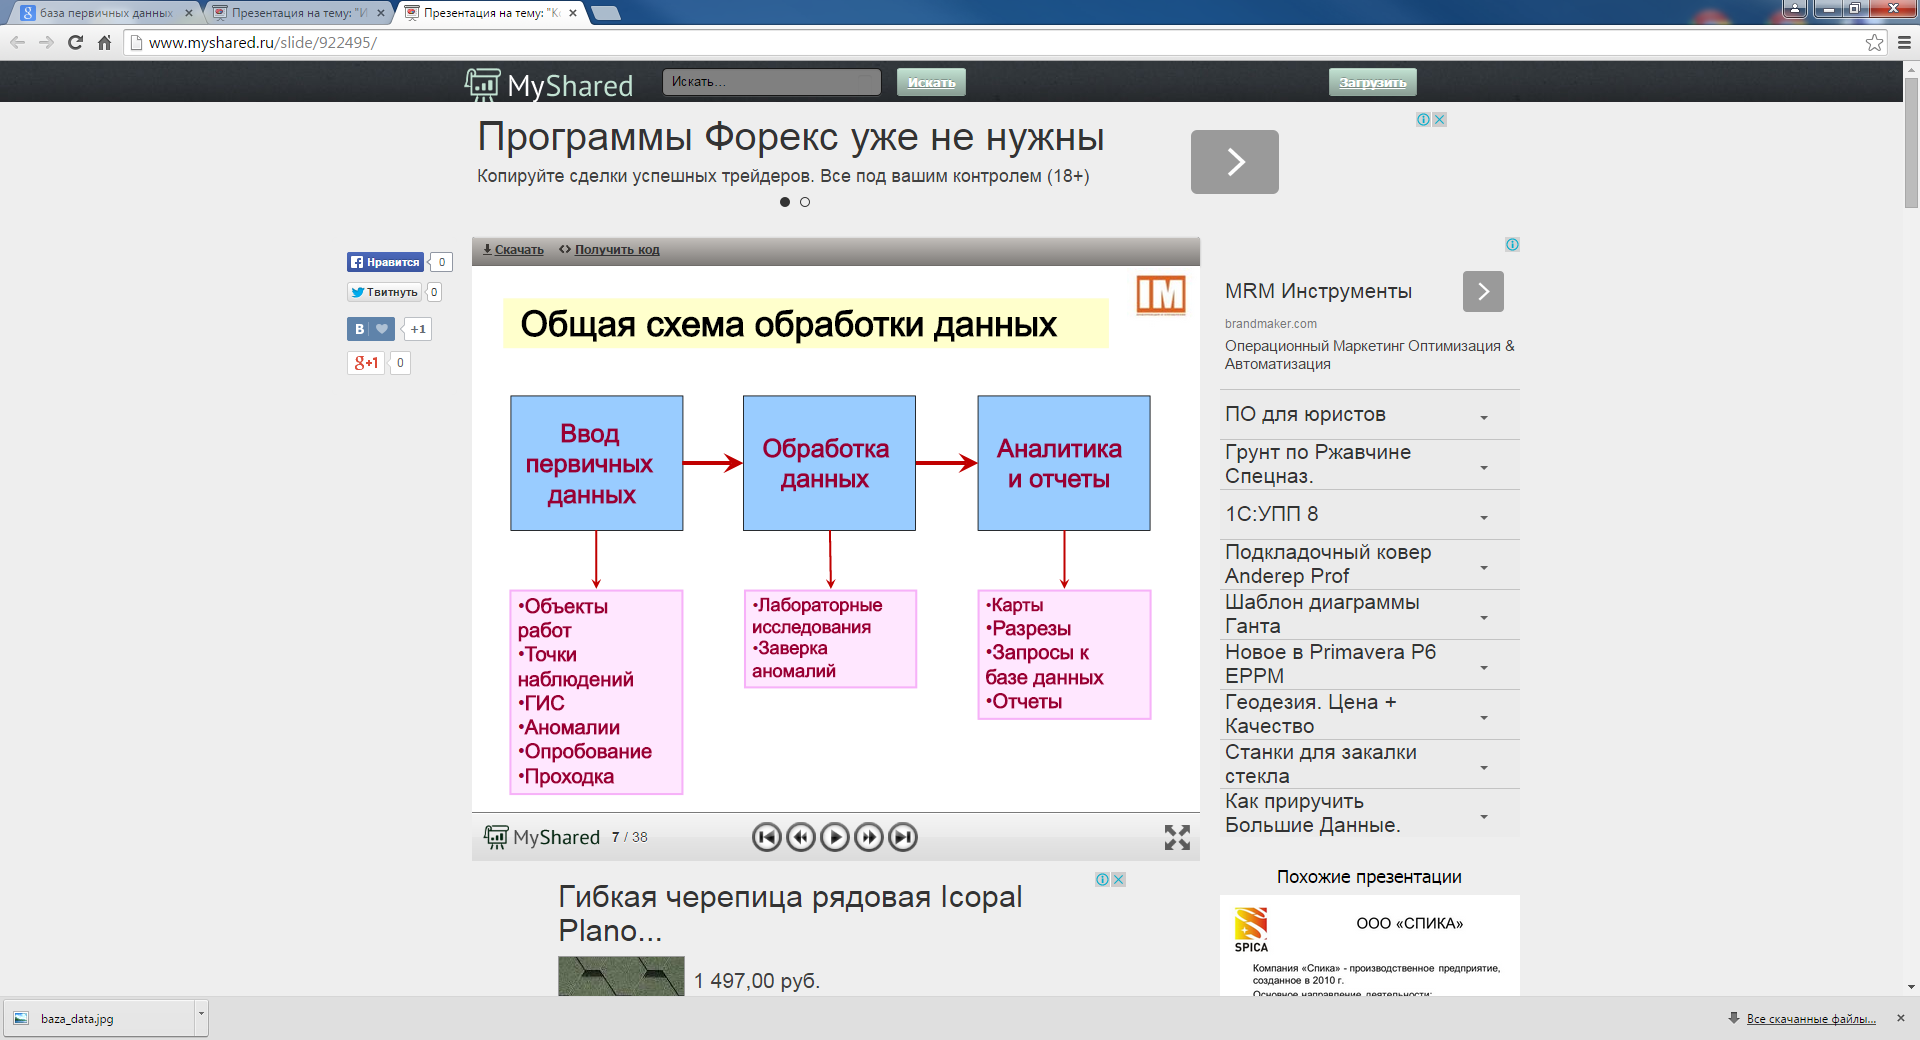 база первичных данных
Презентация на тему: "И
Презентация на тему: "Ко
www.myshared.ru/slide/922495/
MyShared
Искать...
Искать
Загрузить
Программы Форекс уже не нужны
Копируйте сделки успешных трейдеров. Все под вашим контролем (18+)
Нравится
0
Твитнуть
0
B
+1
g+1
0
Скачать
Получить код
IM
Общая схема обработки данных
Ввод
первичных
данных
Обработка
данных
Аналитика
и отчеты
•Объекты
работ
•Точки
наблюдений
•ГИС
•Аномалии
•Опробование
•Проходка
•Лабораторные
исследования
•Заверка
аномалий
•Карты
•Разрезы
•Запросы к
базе данных
•Отчеты
MyShared
7 / 38
MRM Инструменты
brandmaker.com
Операционный Маркетинг Оптимизация &
Автоматизация
ПО для юристов
Грунт по Ржавчине
Спецназ.
1С:УПП 8
Подкладочный ковер
Anderep Prof
Шаблон диаграммы
Ганта
Новое в Primavera P6
EPPM
Геодезия. Цена +
Качество
Станки для закалки
стекла
Как приручить
Большие Данные.
Похожие презентации
SPICA
ООО «СПИКА»
Компания «Спика» - производственное предприятие,
созданное в 2010 г.
Основное направление деятельности:
Гибкая черепица рядовая Icopal
Plano...
1 497,00 руб.
baza_data.jpg
Все скачанные файлы...